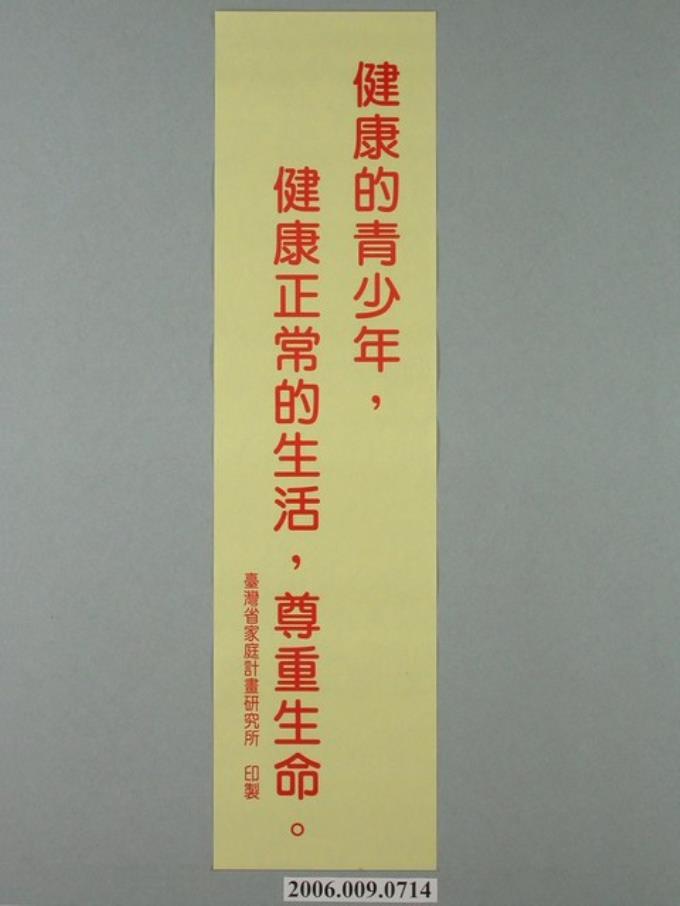 健康的青少年，
健康正常的生活，尊重生命。
臺灣省家庭計畫研究所 印製
2006.009.0714